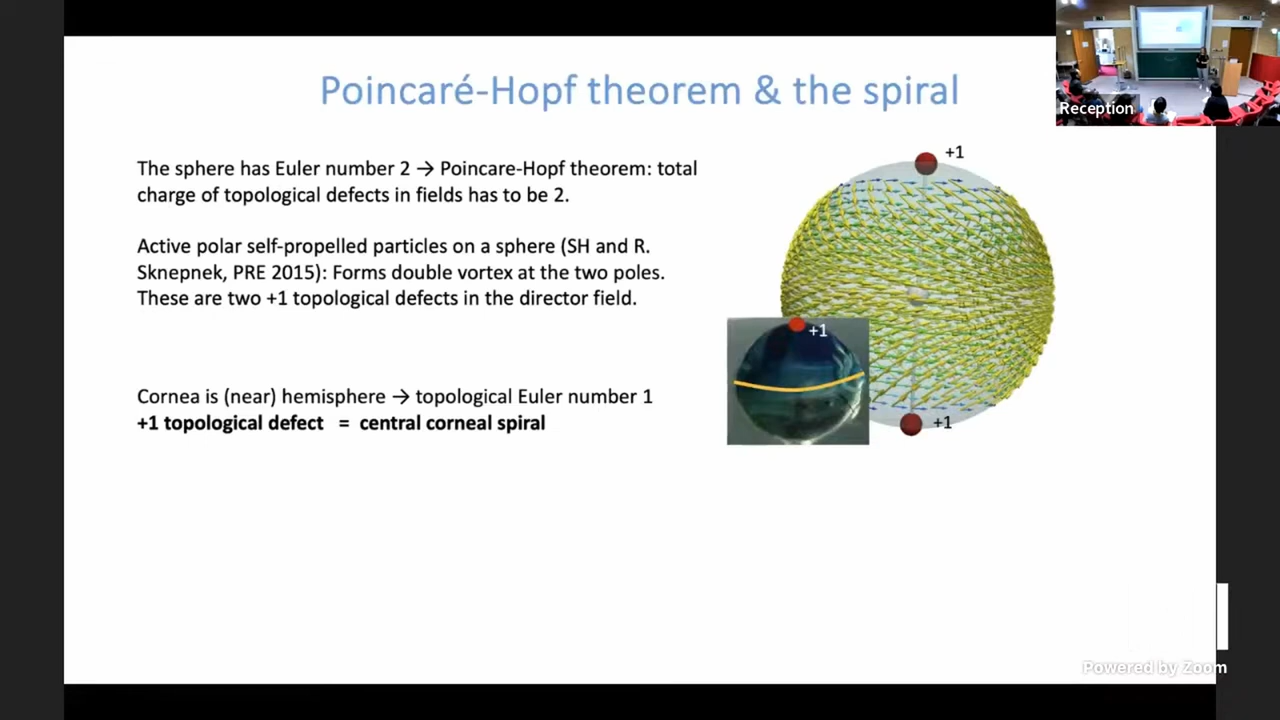 Poincaré-Hopf theorem & the spiral
Reception
The sphere has Euler number 2 → Poincare-Hopf theorem: total
charge of topological defects in fields has to be 2.
Active polar self-propelled particles on a sphere (SH and R.
Sknepnek, PRE 2015): Forms double vortex at the two poles.
These are two +1 topological defects in the director field.
Cornea is (near) hemisphere → topological Euler number 1
+1 topological defect = central corneal spiral
+1
+1
+1
Powered by Zoom